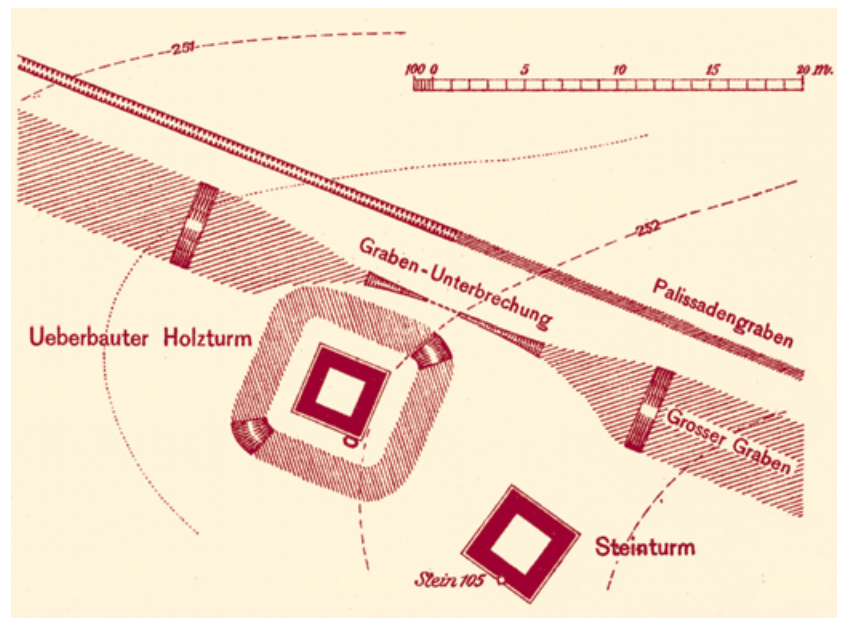 251
100 0 5 10 15 20 m.
252
Graben-Unterbrechung
Palissadengraben
Ueberbauter Holzturm
Grosser Graben
Steinturm
Stein 105